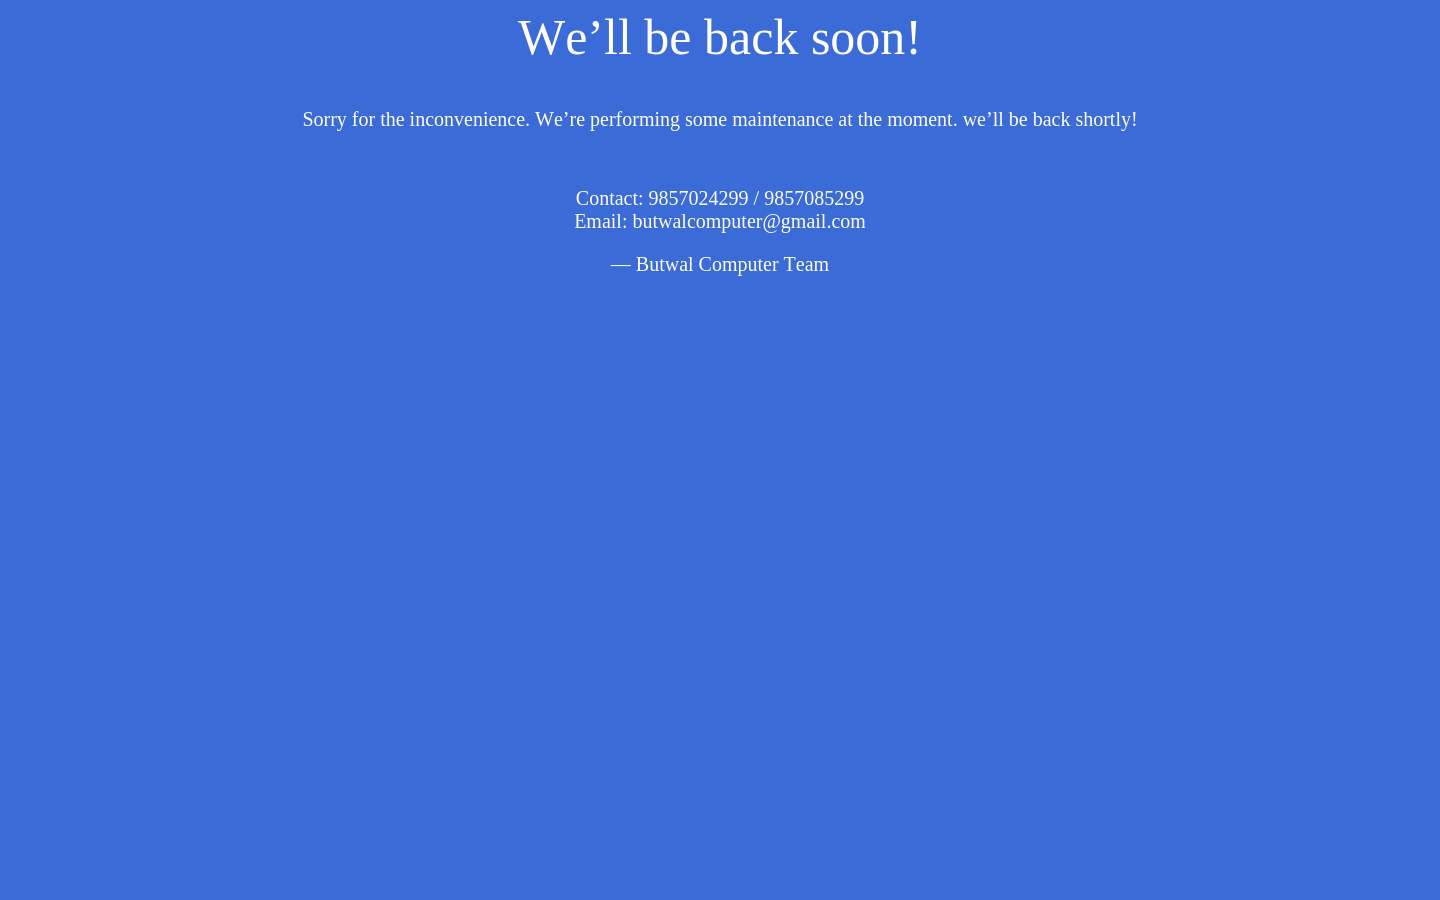 We’ll be back soon!
Sorry for the inconvenience. We’re performing some maintenance at the moment. we’ll be back shortly!
Contact: 9857024299 / 9857085299
Email: butwalcomputer@gmail.com
— Butwal Computer Team